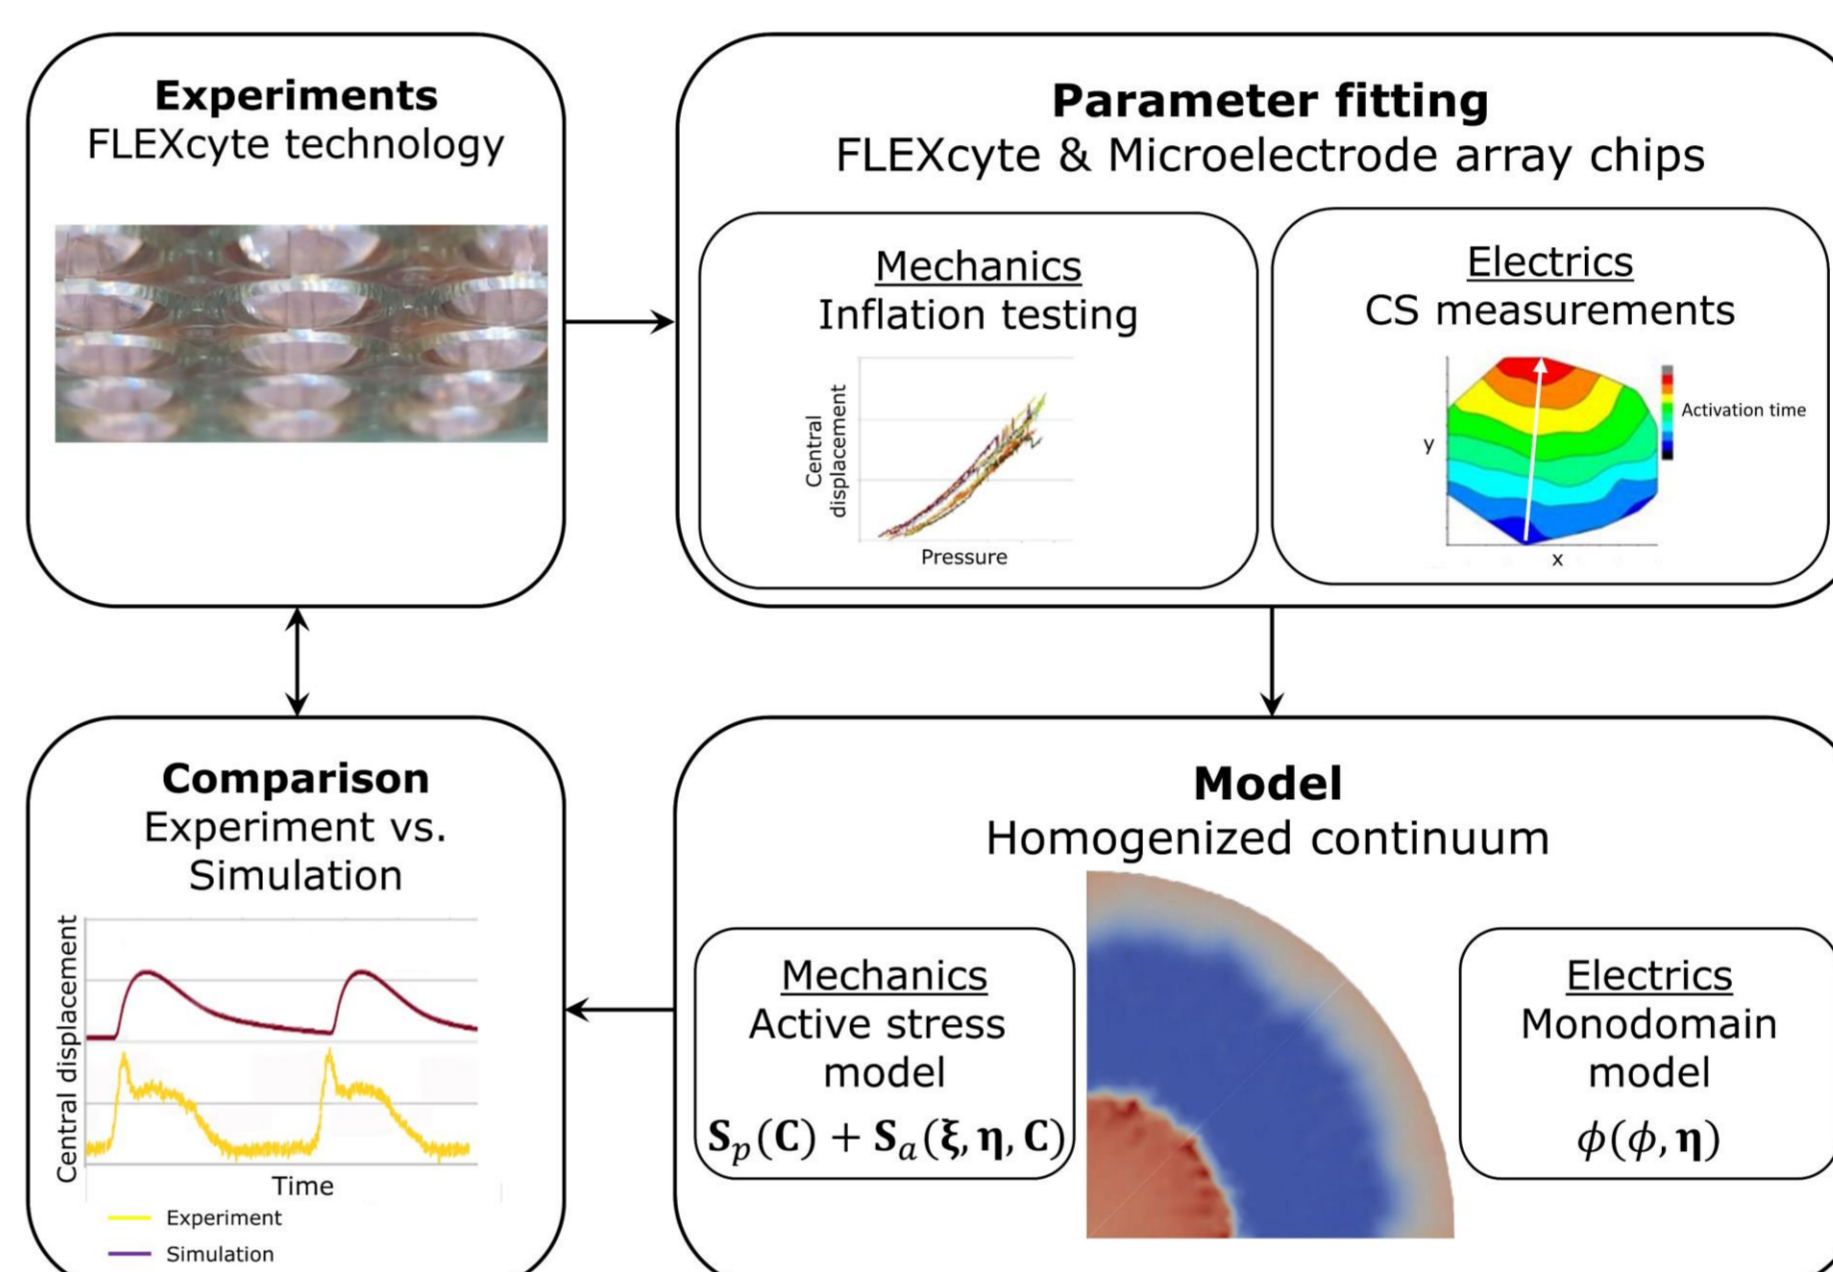 Experiments
FLEXcyte technology
Parameter fitting
FLEXcyte & Microelectrode array chips
Mechanics
Inflation testing
Central
displacement
Pressure
Electrics
CS measurements
y
x
Activation time
Comparison
Experiment vs.
Simulation
Central displacement
Time
Experiment
Simulation
Model
Homogenized continuum
Mechanics
Active stress
model
𝐒ₚ(𝐂) + 𝐒ₐ(𝛏, 𝛈, 𝐂)
Electrics
Monodomain
model
𝜙(𝜙, 𝛈)